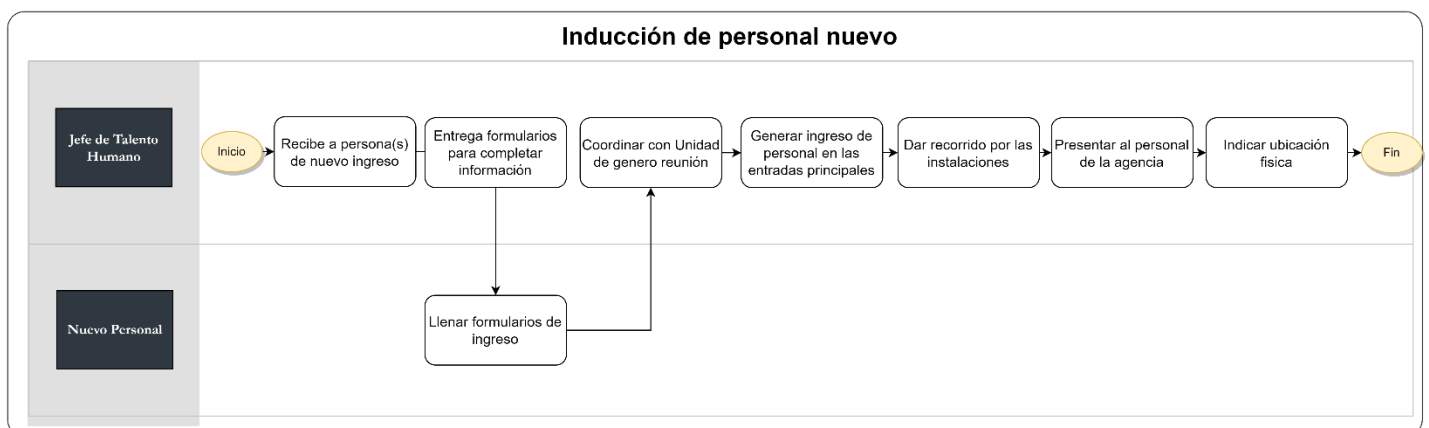 Inducción de personal nuevo
Jefe de Talento
Humano
Inicio
Recibe a persona(s)
de nuevo ingreso
Entrega formularios
para completar
información
Coordinar con Unidad
de genero reunión
Generar ingreso de
personal en las
entradas principales
Dar recorrido por las
instalaciones
Presentar al personal
de la agencia
Indicar ubicación
fisica
Fin
Nuevo Personal
Llenar formularios de
ingreso